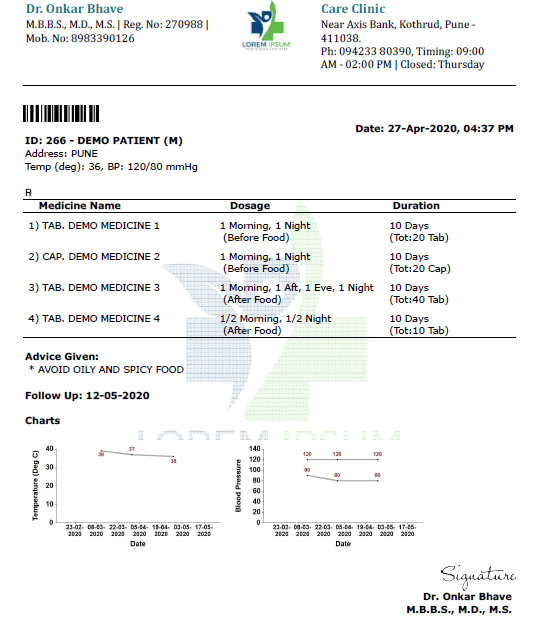 Dr. Onkar Bhave
M.B.B.S., M.D., M.S. | Reg. No: 270988 |
Mob. No: 8983390126
LOREM IPSUM
Care Clinic
Near Axis Bank, Kothrud, Pune -
411038.
Ph: 094233 80390, Timing: 09:00
AM - 02:00 PM | Closed: Thursday
Date: 27-Apr-2020, 04:37 PM
ID: 266 - DEMO PATIENT (M)
Address: PUNE
Temp (deg): 36, BP: 120/80 mmHg
℞
Medicine Name Dosage Duration
1) TAB. DEMO MEDICINE 1 1 Morning, 1 Night 10 Days
(Before Food) (Tot:20 Tab)
2) CAP. DEMO MEDICINE 2 1 Morning, 1 Night 10 Days
(Before Food) (Tot:20 Cap)
3) TAB. DEMO MEDICINE 3 1 Morning, 1 Aft, 1 Eve, 1 Night 10 Days
(After Food) (Tot:40 Tab)
4) TAB. DEMO MEDICINE 4 1/2 Morning, 1/2 Night 10 Days
(After Food) (Tot:10 Tab)
Advice Given:
* AVOID OILY AND SPICY FOOD
Follow Up: 12-05-2020
LOREM IPSUM
Charts
Temperature (Deg C)
40
30
20
10
0
39 37 36
23-02-2020 08-03-2020 22-03-2020 05-04-2020 19-04-2020 03-05-2020 17-05-2020
Date
Blood Pressure
140
120
100
80
60
40
20
0
120 120 120
90 80 80
23-02-2020 08-03-2020 22-03-2020 05-04-2020 19-04-2020 03-05-2020 17-05-2020
Date
Signature
Dr. Onkar Bhave
M.B.B.S., M.D., M.S.